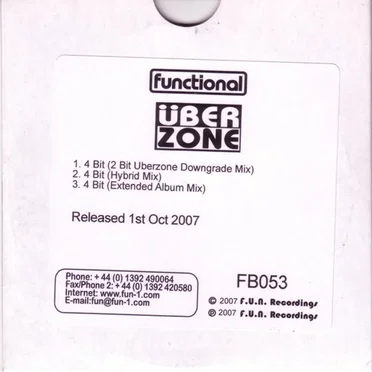 functional
ÜBER
ZONE
1. 4 Bit (2 Bit Uberzone Downgrade Mix)
2. 4 Bit (Hybrid Mix)
3. 4 Bit (Extended Album Mix)
Released 1st Oct 2007
Phone: + 44 (0) 1392 490064
Fax/Phone 2: + 44 (0) 1392 420580
Internet: www.fun-1.com
E-mail:fun@fun-1.com
FB053
© 2007 F.U.N. Recordings
℗ 2007 F.U.N. Recordings